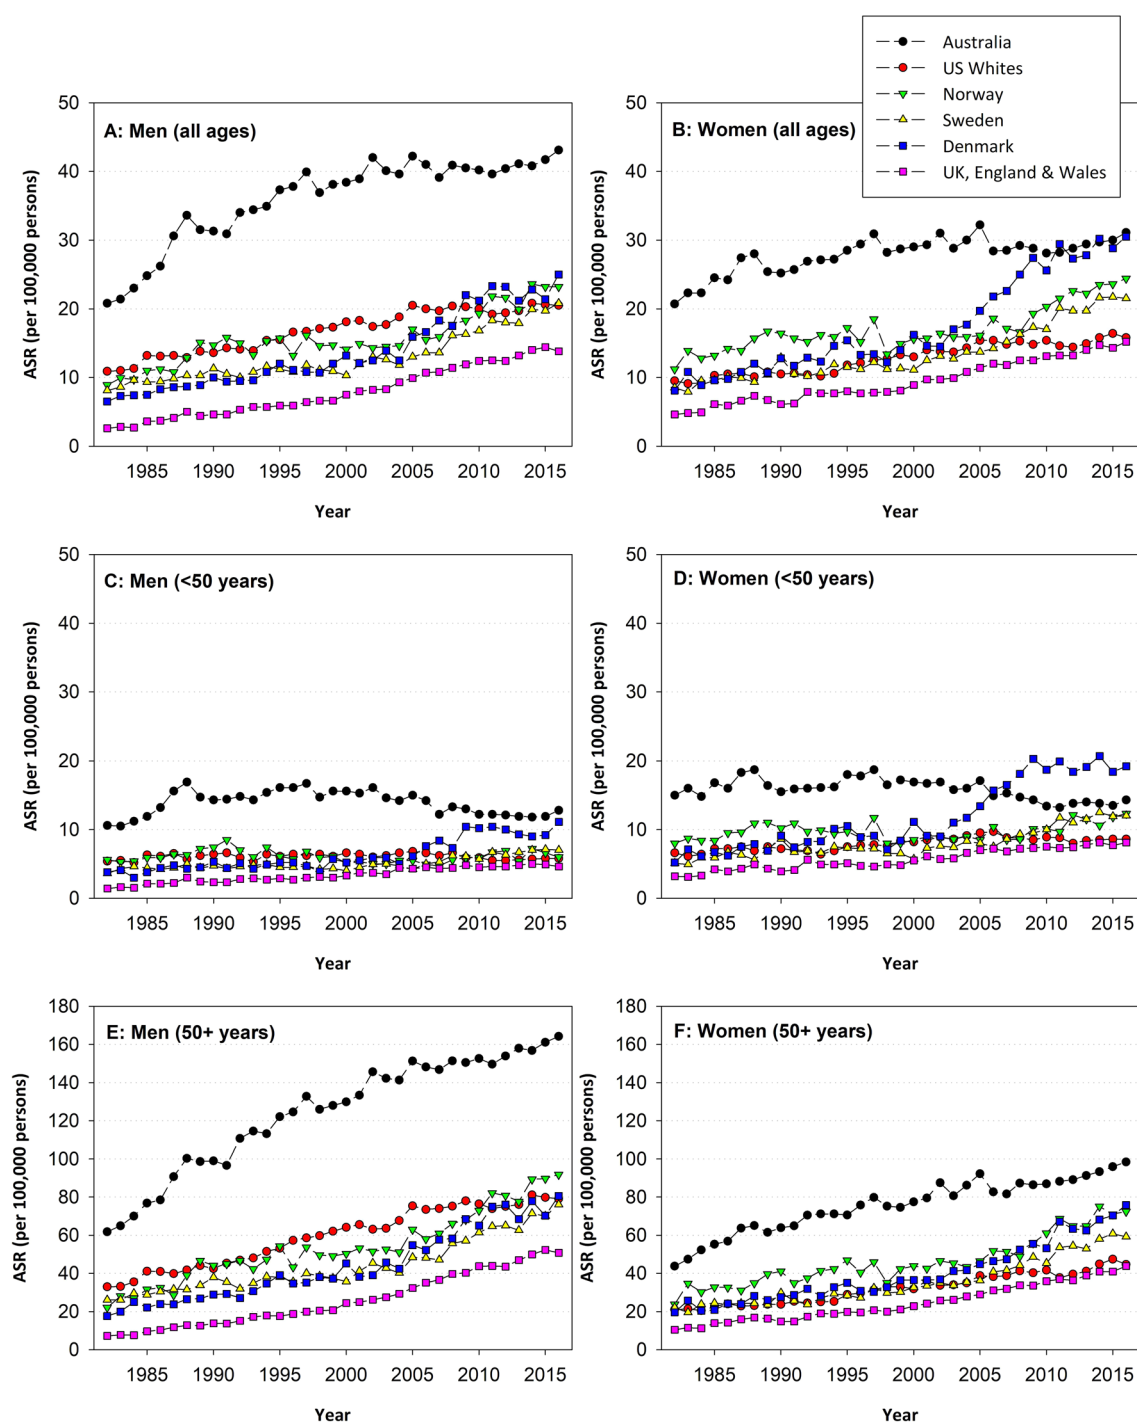 Australia
US Whites
Norway
Sweden
Denmark
UK, England & Wales
A: Men (all ages)
ASR (per 100,000 persons)
50
40
30
20
10
0
1985 1990 1995 2000 2005 2010 2015
Year
B: Women (all ages)
ASR (per 100,000 persons)
50
40
30
20
10
0
1985 1990 1995 2000 2005 2010 2015
Year
C: Men (<50 years)
ASR (per 100,000 persons)
50
40
30
20
10
0
1985 1990 1995 2000 2005 2010 2015
Year
D: Women (<50 years)
ASR (per 100,000 persons)
50
40
30
20
10
0
1985 1990 1995 2000 2005 2010 2015
Year
E: Men (50+ years)
ASR (per 100,000 persons)
180
160
140
120
100
80
60
40
20
0
1985 1990 1995 2000 2005 2010 2015
Year
F: Women (50+ years)
ASR (per 100,000 persons)
180
160
140
120
100
80
60
40
20
0
1985 1990 1995 2000 2005 2010 2015
Year